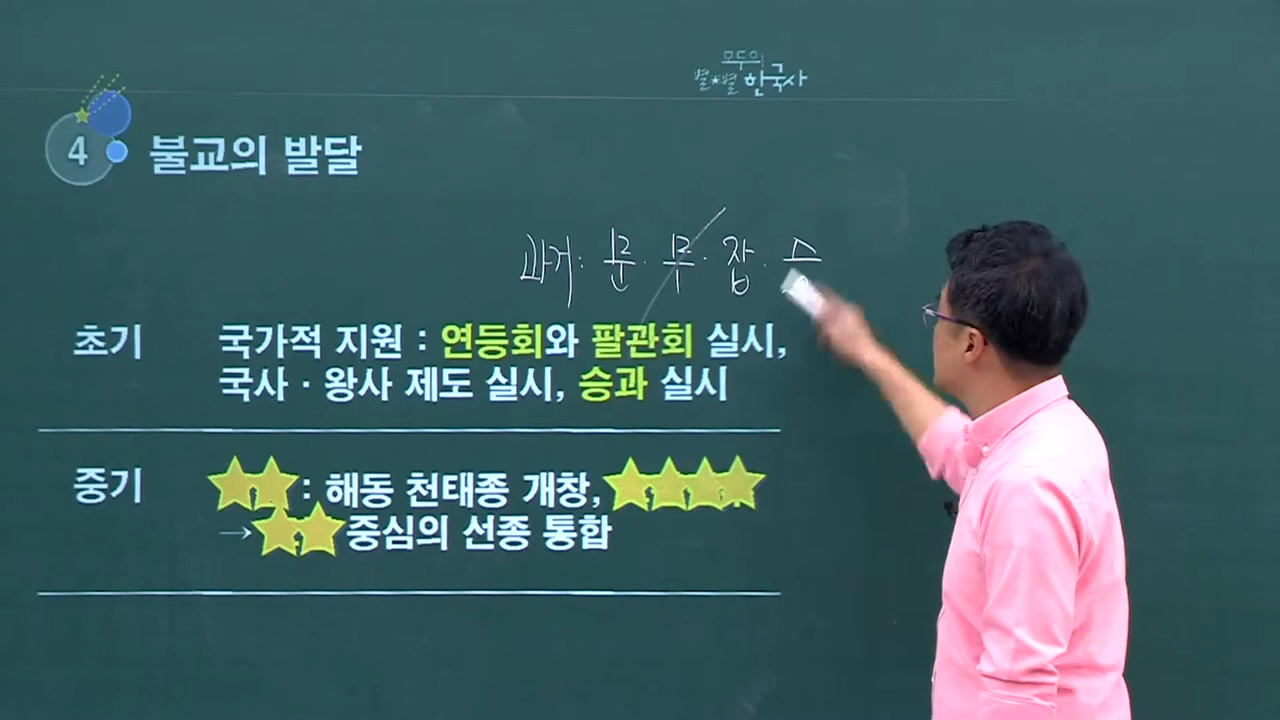 모두의
별★별 한국사
4 불교의 발달
과거: 문·무·잡·
초기 국가적 지원 : 연등회와 팔관회 실시,
국사·왕사 제도 실시, 승과 실시
중기 : 해동 천태종 개창,
→ 중심의 선종 통합